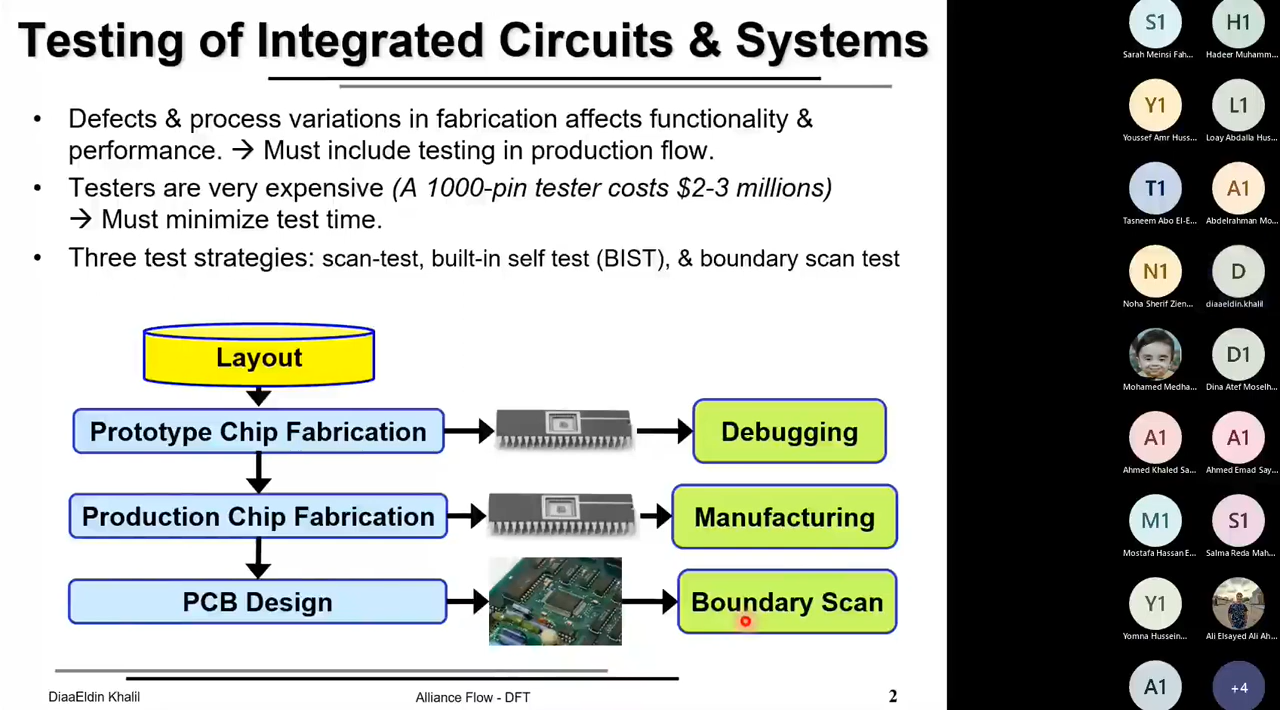 Testing of Integrated Circuits & Systems
• Defects & process variations in fabrication affects functionality &
performance. → Must include testing in production flow.
• Testers are very expensive (A 1000-pin tester costs $2-3 millions)
→ Must minimize test time.
• Three test strategies: scan-test, built-in self test (BIST), & boundary scan test
Layout
Prototype Chip Fabrication
Debugging
Production Chip Fabrication
Manufacturing
PCB Design
Boundary Scan
DiaaEldin Khalil
Alliance Flow - DFT
2
S1
H1
Sarah Meinsi Fah...
Hadeer Muhamm...
Y1
L1
Youssef Amr Huss...
Loay Abdalla Hus...
T1
A1
Tasneem Abo El-E...
Abdelrahman Mo...
N1
D
Noha Sherif Zien...
diaaeldin.khalil
D1
Mohamed Medha...
Dina Atef Moselh...
A1
A1
Ahmed Khaled Sa...
Ahmed Emad Say...
M1
S1
Mostafa Hassan E...
Salma Reda Mah...
Y1
Yomna Hussein...
Ali Elsayed Ali Ah...
A1
+4